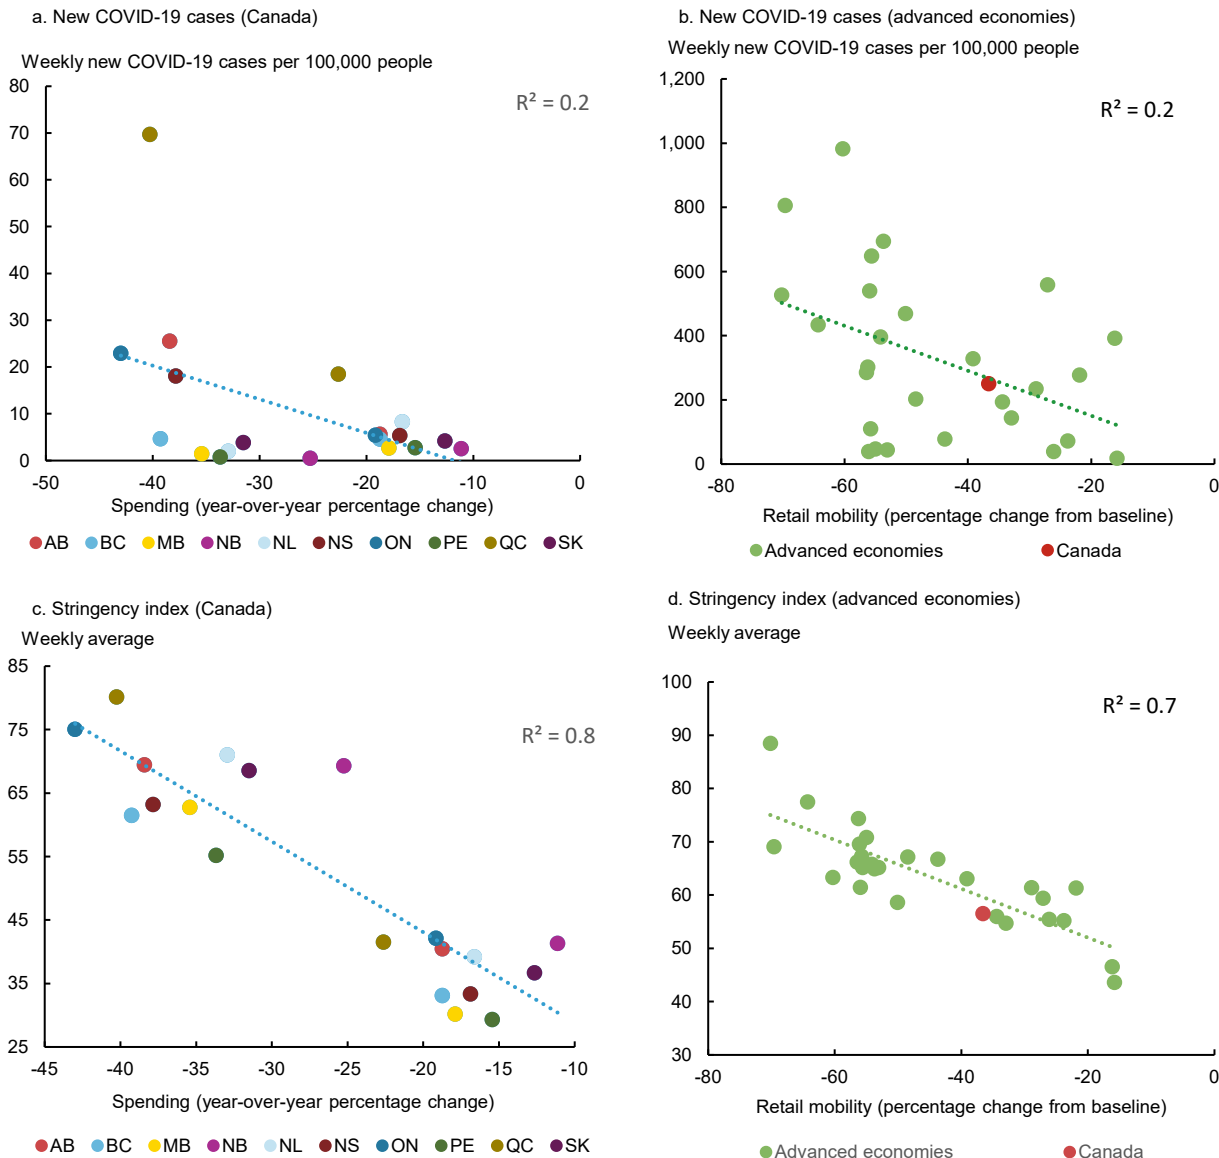 a. New COVID-19 cases (Canada)
Weekly new COVID-19 cases per 100,000 people
80
70
60
50
40
30
20
10
0
R² = 0.2
-50 -40 -30 -20 -10 0
Spending (year-over-year percentage change)
AB BC MB NB NL NS ON PE QC SK
b. New COVID-19 cases (advanced economies)
Weekly new COVID-19 cases per 100,000 people
1,200
1,000
800
600
400
200
0
R² = 0.2
-80 -60 -40 -20 0
Retail mobility (percentage change from baseline)
Advanced economies Canada
c. Stringency index (Canada)
Weekly average
85
75
65
55
45
35
25
R² = 0.8
-45 -40 -35 -30 -25 -20 -15 -10
Spending (year-over-year percentage change)
AB BC MB NB NL NS ON PE QC SK
d. Stringency index (advanced economies)
Weekly average
100
90
80
70
60
50
40
30
R² = 0.7
-80 -60 -40 -20 0
Retail mobility (percentage change from baseline)
Advanced economies Canada